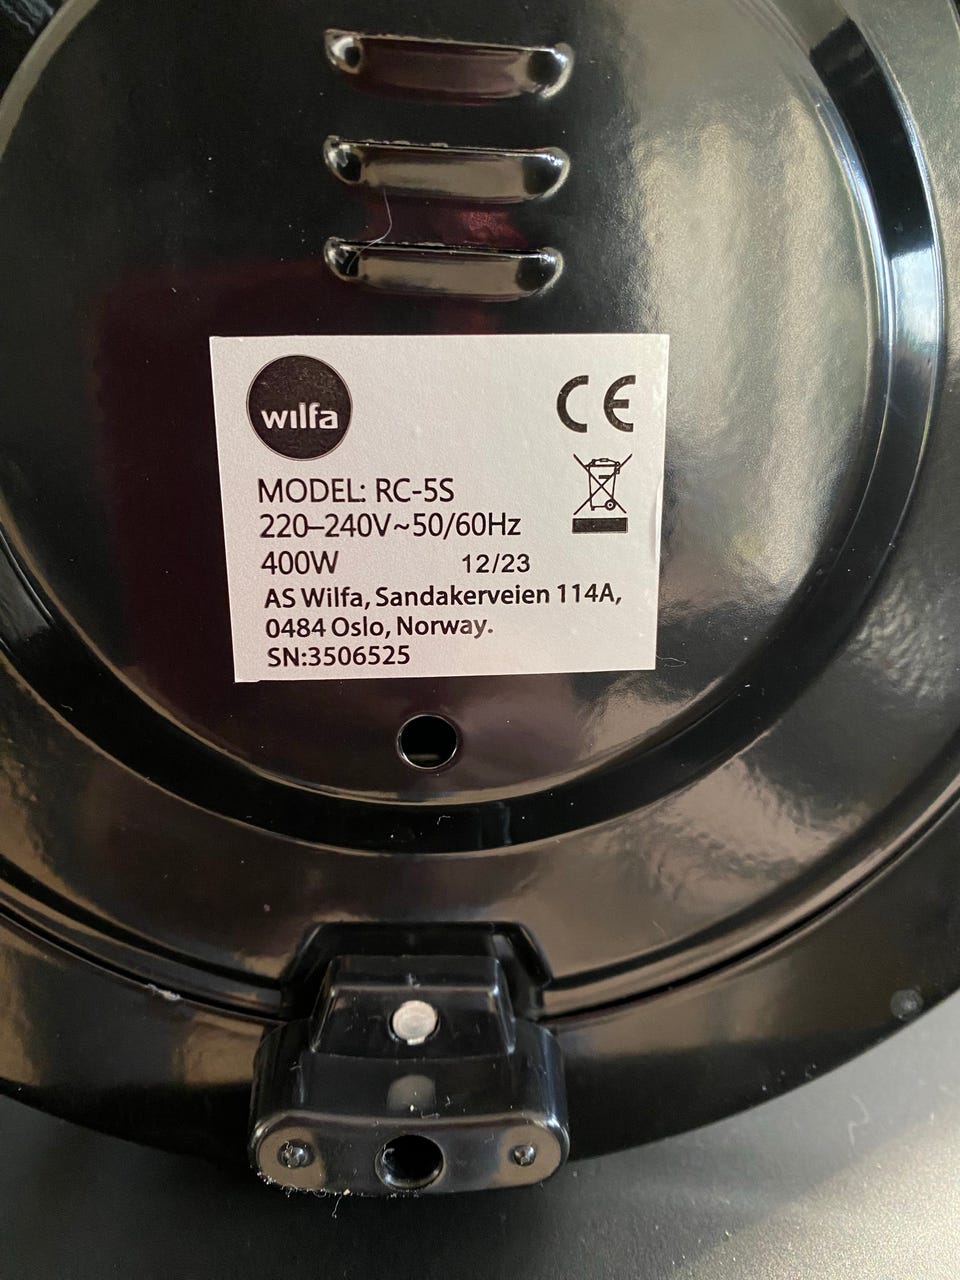 wilfa
CE
MODEL: RC-5S
220–240V~50/60Hz
400W 12/23
AS Wilfa, Sandakerveien 114A,
0484 Oslo, Norway.
SN:3506525